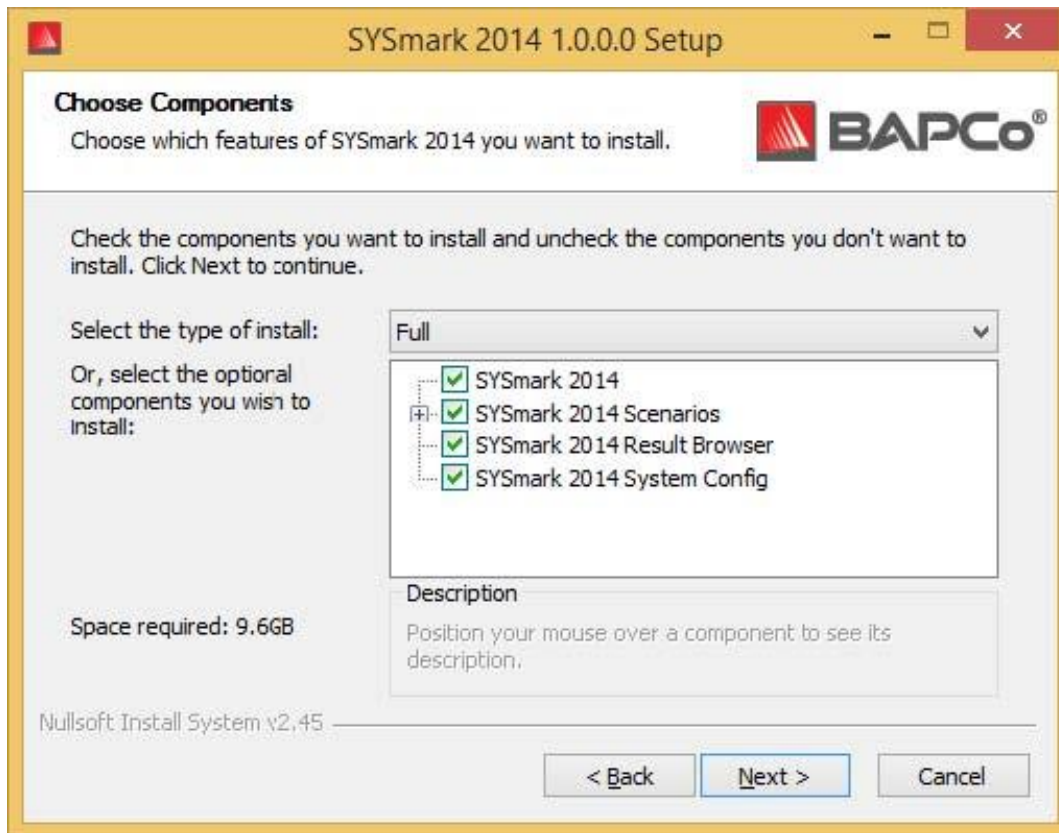 SYSmark 2014 1.0.0.0 Setup
Choose Components
Choose which features of SYSmark 2014 you want to install.
BAPCo®
Check the components you want to install and uncheck the components you don't want to
install. Click Next to continue.
Select the type of install:
Full
Or, select the optional
components you wish to
install:
SYSmark 2014
SYSmark 2014 Scenarios
SYSmark 2014 Result Browser
SYSmark 2014 System Config
Space required: 9.6GB
Description
Position your mouse over a component to see its
description.
Nullsoft Install System v2.45
< Back
Next >
Cancel